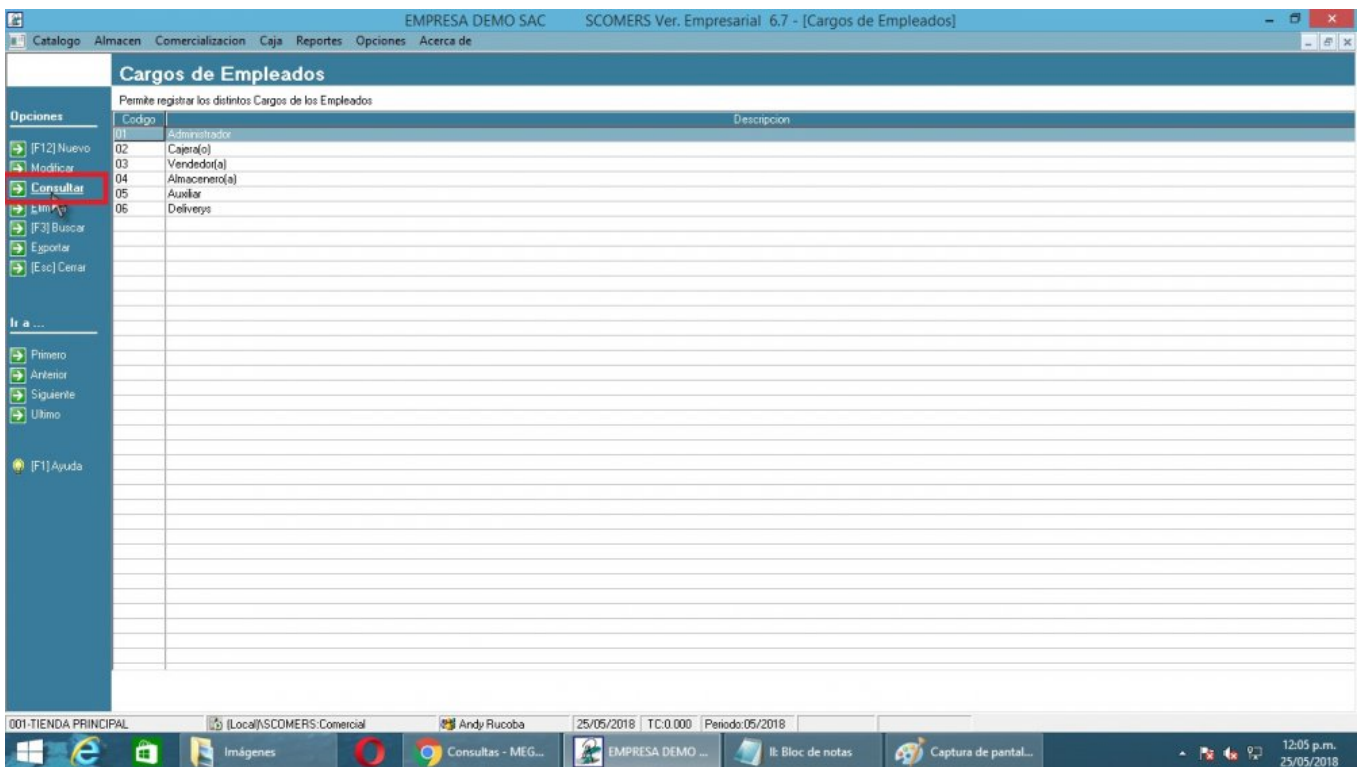 EMPRESA DEMO SAC SCOMERS Ver. Empresarial 6.7 - [Cargos de Empleados]
Catalogo Almacen Comercializacion Caja Reportes Opciones Acerca de
Cargos de Empleados
Permite registrar los distintos Cargos de los Empleados
Opciones
[F12] Nuevo
Modificar
Consultar
[F3] Buscar
Exportar
[Esc] Cerrar
Ir a ...
Primero
Anterior
Siguiente
Ultimo
[F1] Ayuda
Codigo Descripcion
01 Administrador
02 Cajera(o)
03 Vendedor(a)
04 Almacenero(a)
05 Auxiliar
06 Deliverys
001-TIENDA PRINCIPAL (Local)\SCOMERS:Comercial Andy Rucoba 25/05/2018 TC:0.000 Periodo:05/2018
Imágenes Consultas - MEG... EMPRESA DEMO ... II: Bloc de notas Captura de pantal... 12:05 p.m.
25/05/2018